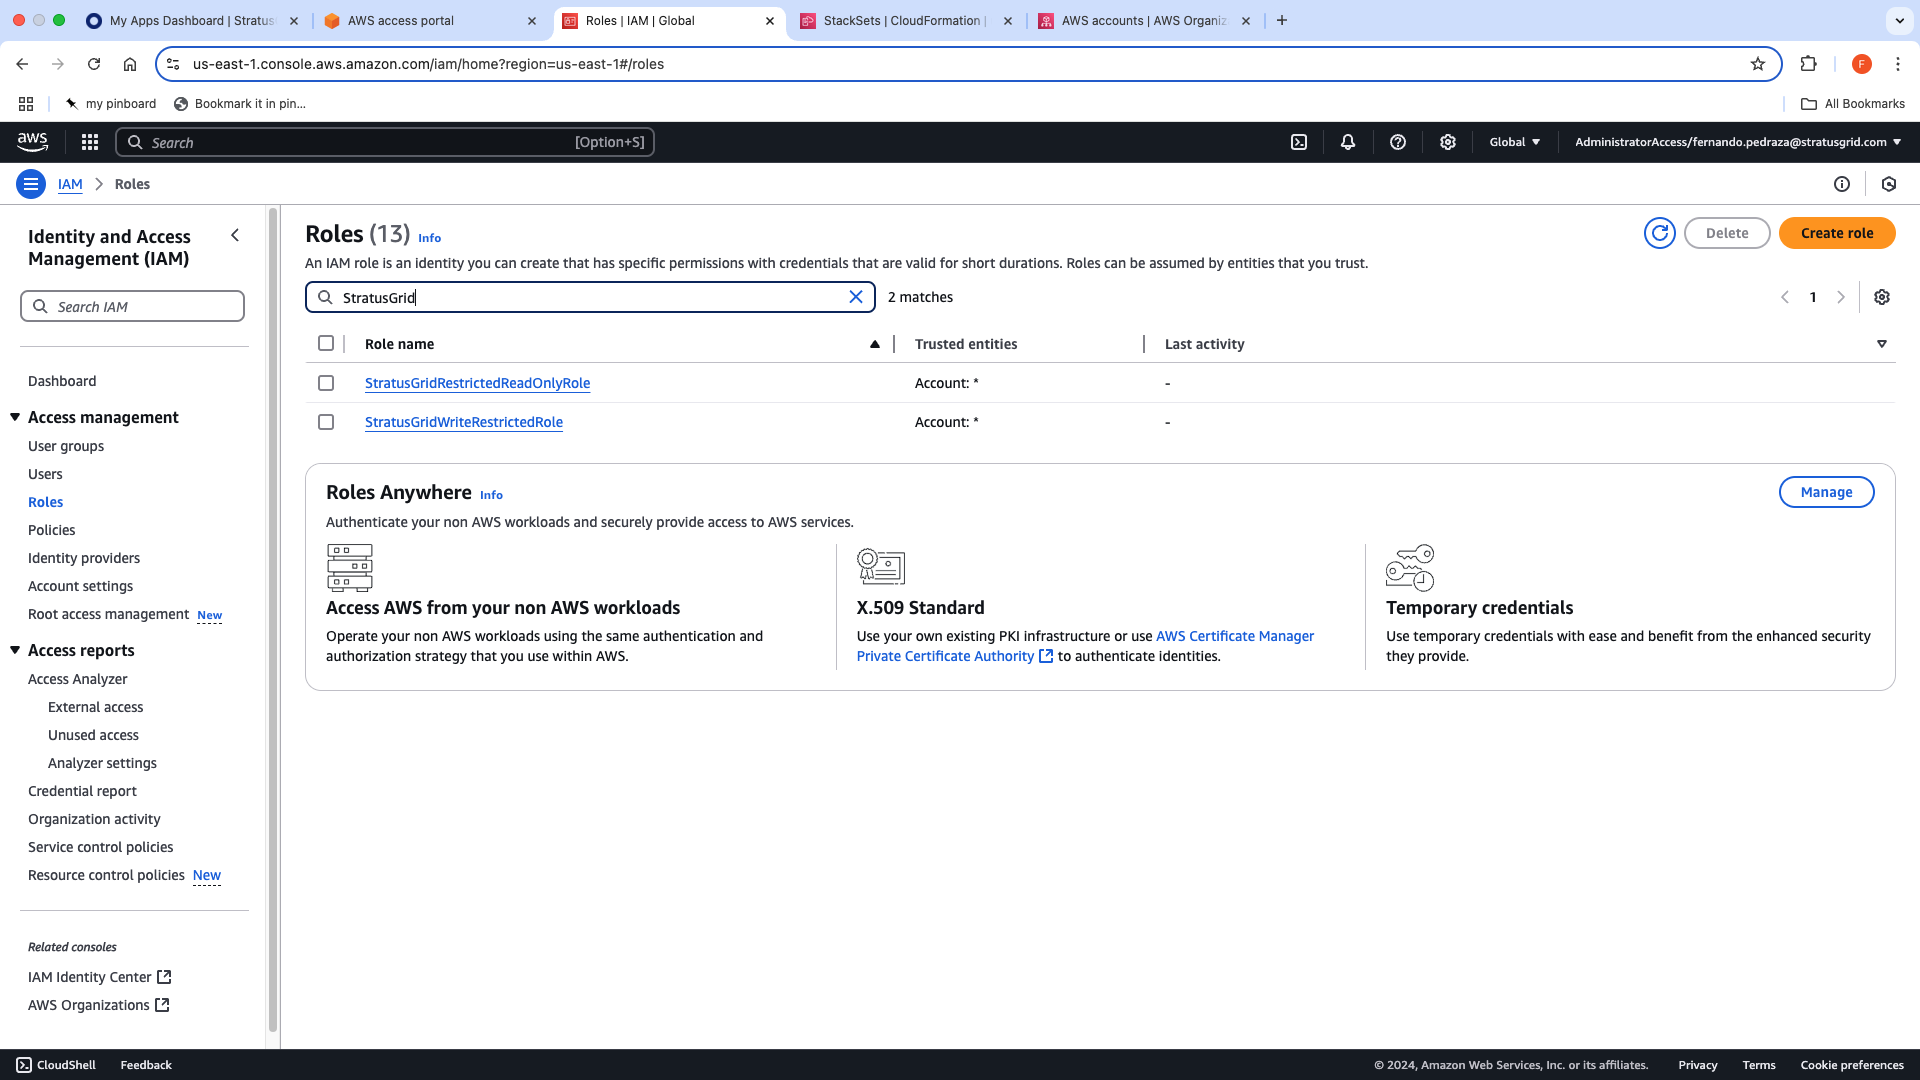 My Apps Dashboard | Stratus
AWS access portal
Roles | IAM | Global
StackSets | CloudFormation |
AWS accounts | AWS Organiz
us-east-1.console.aws.amazon.com/iam/home?region=us-east-1#/roles
F
my pinboard
Bookmark it in pin...
All Bookmarks
aws
Search
[Option+S]
Global
AdministratorAccess/fernando.pedraza@stratusgrid.com
IAM
Roles
Identity and Access Management (IAM)
Search IAM
Dashboard
Access management
User groups
Users
Roles
Policies
Identity providers
Account settings
Root access management New
Access reports
Access Analyzer
External access
Unused access
Analyzer settings
Credential report
Organization activity
Service control policies
Resource control policies New
Related consoles
IAM Identity Center
AWS Organizations
Roles (13) Info
Delete
Create role
An IAM role is an identity you can create that has specific permissions with credentials that are valid for short durations. Roles can be assumed by entities that you trust.
StratusGrid
2 matches
1
Role name
Trusted entities
Last activity
StratusGridRestrictedReadOnlyRole
Account: *
-
StratusGridWriteRestrictedRole
Account: *
-
Roles Anywhere Info
Manage
Authenticate your non AWS workloads and securely provide access to AWS services.
Access AWS from your non AWS workloads
Operate your non AWS workloads using the same authentication and
authorization strategy that you use within AWS.
X.509 Standard
Use your own existing PKI infrastructure or use AWS Certificate Manager
Private Certificate Authority to authenticate identities.
Temporary credentials
Use temporary credentials with ease and benefit from the enhanced security
they provide.
CloudShell
Feedback
© 2024, Amazon Web Services, Inc. or its affiliates.
Privacy
Terms
Cookie preferences